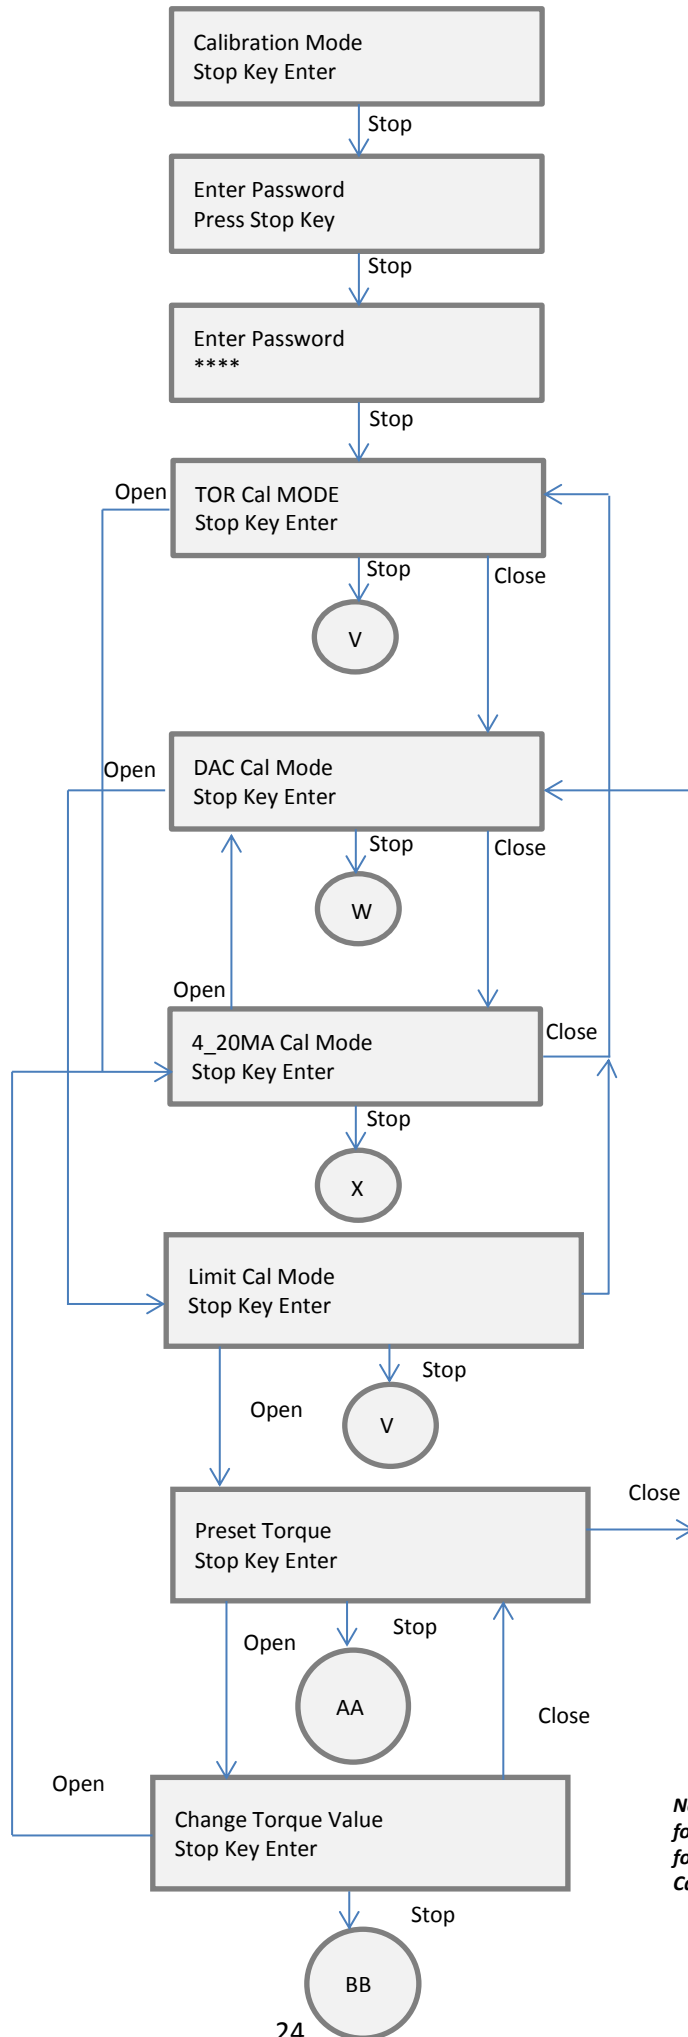 Calibration Mode
Stop Key Enter
Stop
Enter Password
Press Stop Key
Stop
Enter Password
****
Stop
Open
TOR Cal MODE
Stop Key Enter
Stop
Close
V
Open
DAC Cal Mode
Stop Key Enter
Stop
Close
W
Open
4_20MA Cal Mode
Stop Key Enter
Close
Stop
X
Limit Cal Mode
Stop Key Enter
Stop
Open
V
Close
Preset Torque
Stop Key Enter
Stop
Open
AA
Close
Open
Change Torque Value
Stop Key Enter
Stop
BB
24